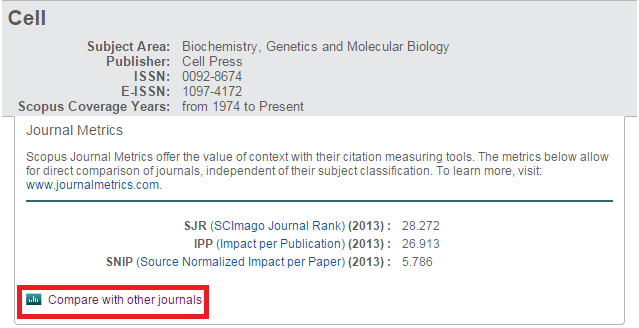 Cell
Subject Area: Biochemistry, Genetics and Molecular Biology
Publisher: Cell Press
ISSN: 0092-8674
E-ISSN: 1097-4172
Scopus Coverage Years: from 1974 to Present
Journal Metrics
Scopus Journal Metrics offer the value of context with their citation measuring tools. The metrics below allow
for direct comparison of journals, independent of their subject classification. To learn more, visit:
www.journalmetrics.com.
SJR (SCImago Journal Rank) (2013) : 28.272
IPP (Impact per Publication) (2013) : 26.913
SNIP (Source Normalized Impact per Paper) (2013) : 5.786
Compare with other journals